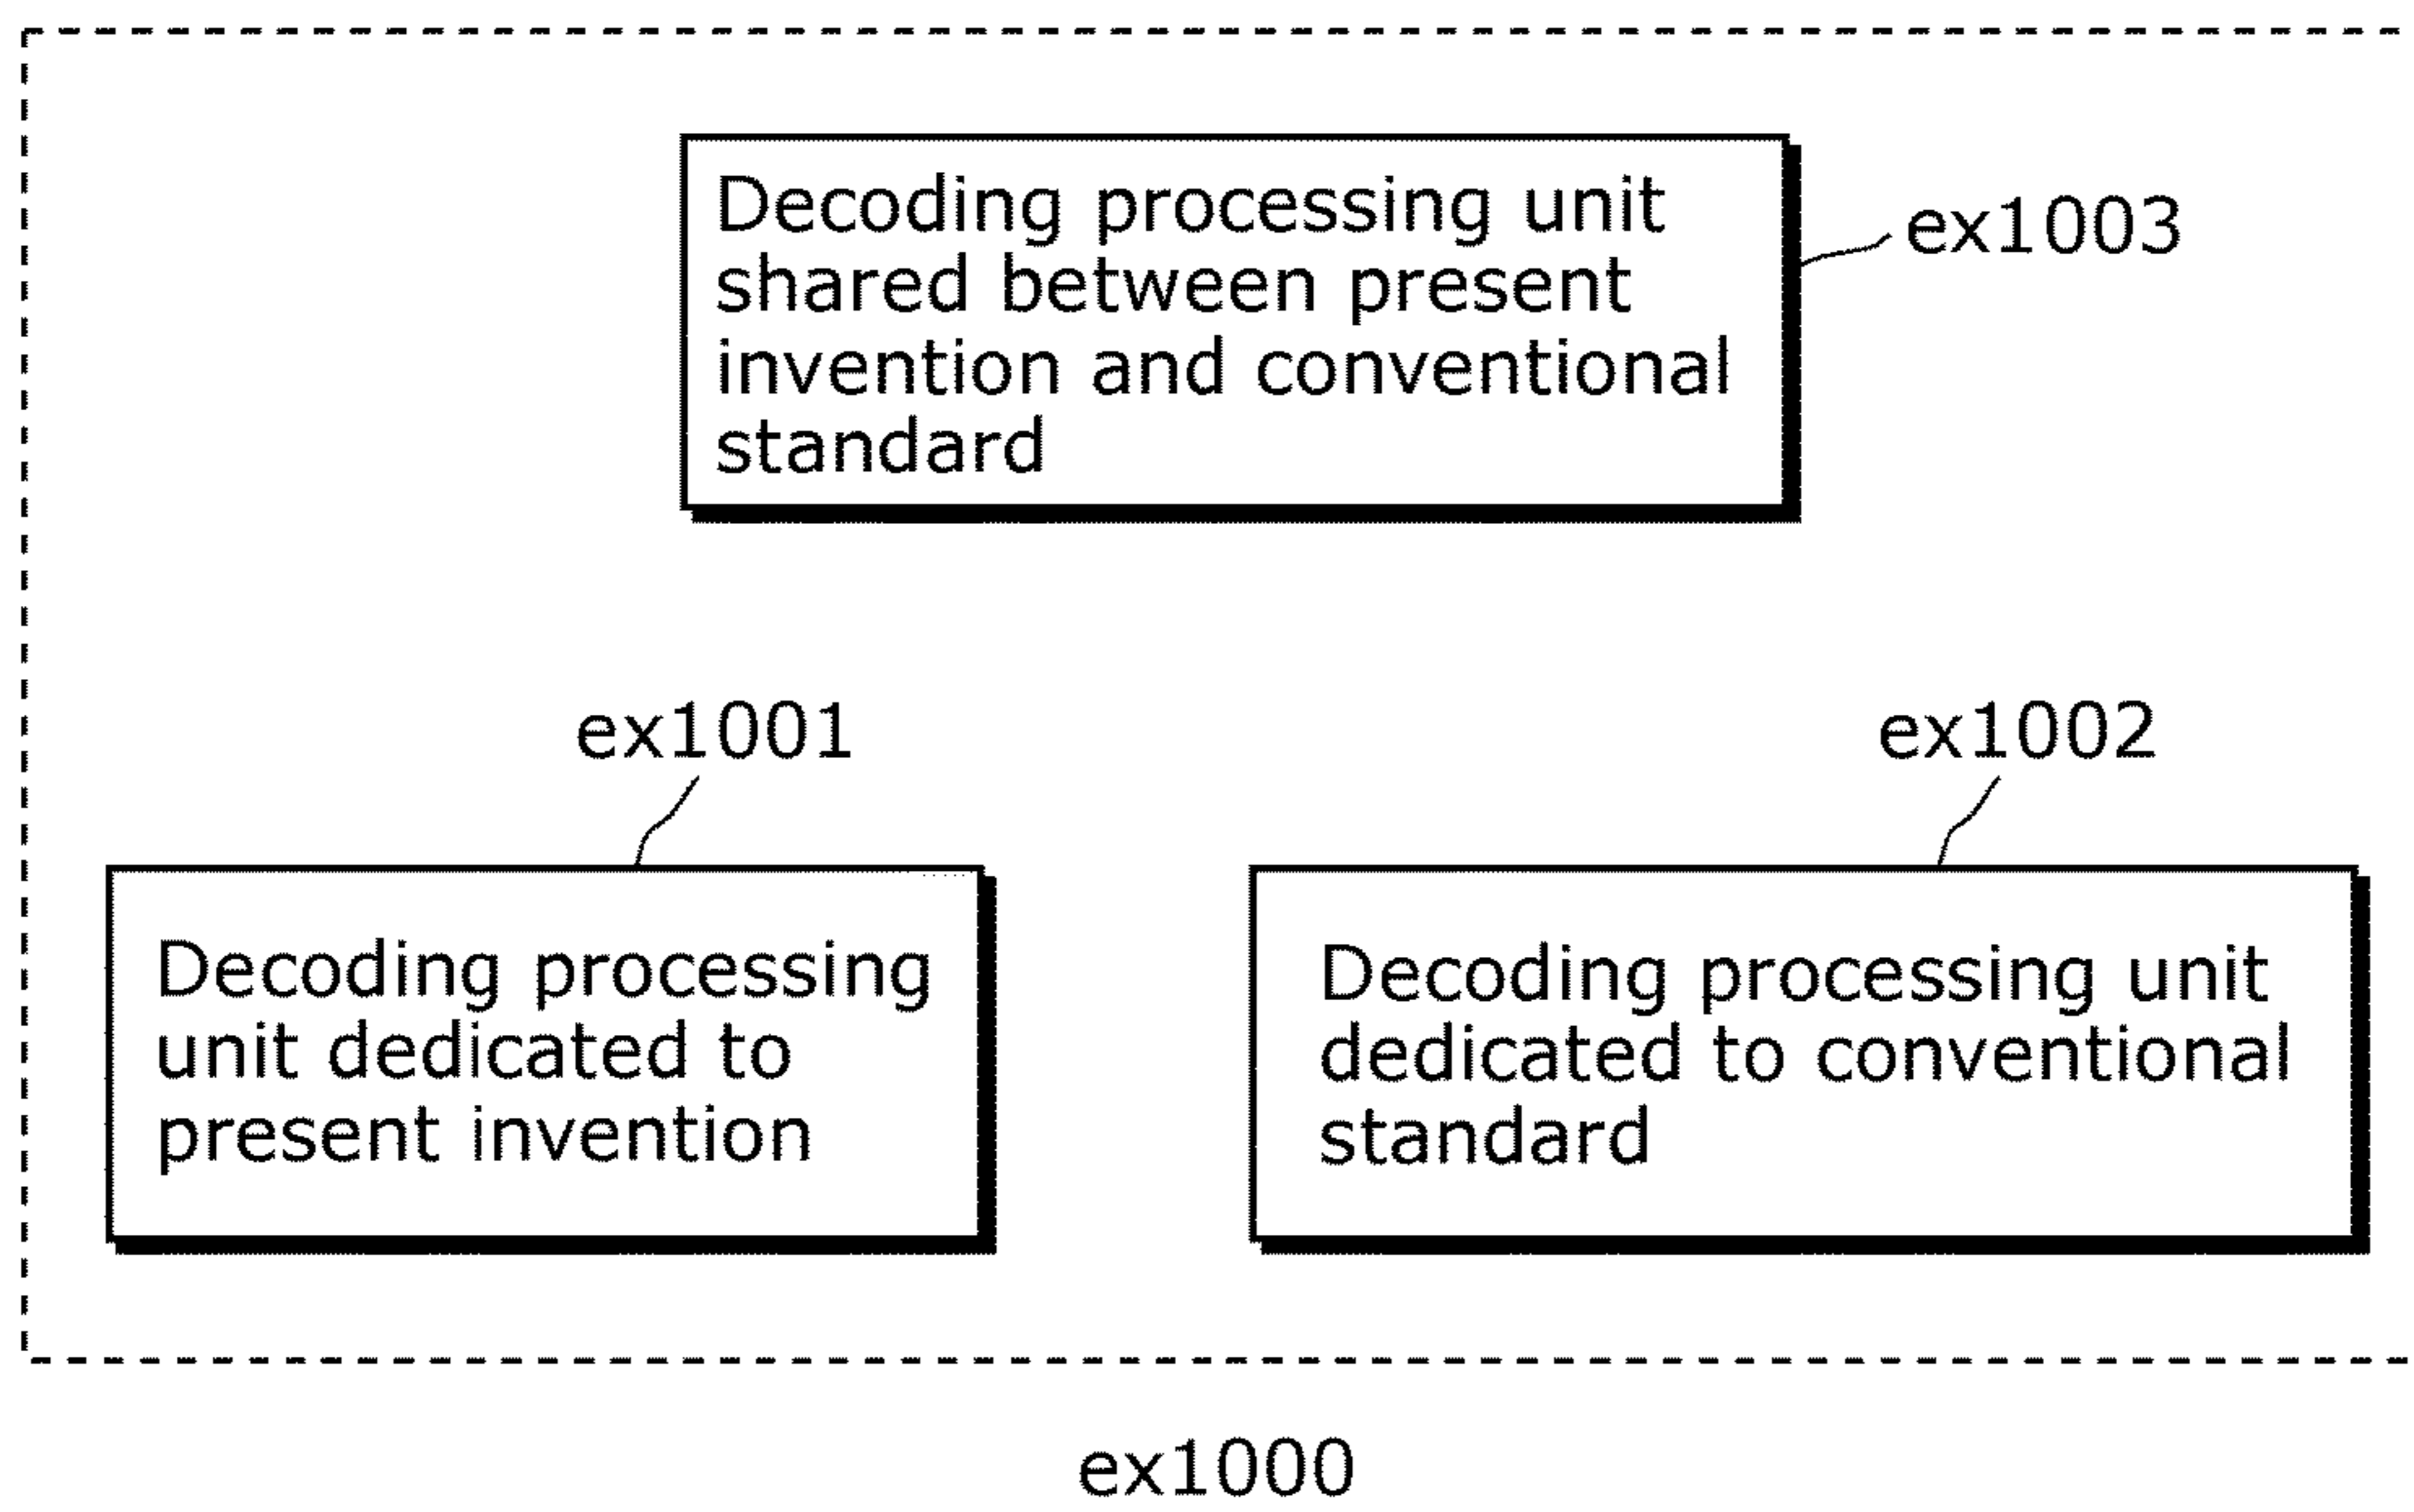 Decoding processing unit
shared between present
invention and conventional
standard
ex1003
ex1001
ex1002
Decoding processing
unit dedicated to
present invention
Decoding processing unit
dedicated to conventional
standard
ex1000